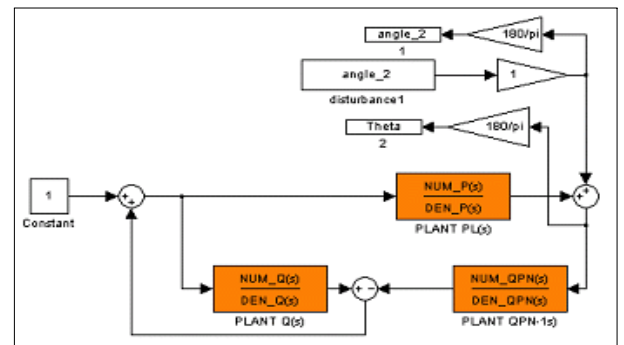 angle_2
1
180/pi
angle_2
disturbance1
1
Theta
2
180/pi
1
Constant
NUM_P(s)
DEN_P(s)
PLANT PL(s)
NUM_Q(s)
DEN_Q(s)
PLANT Q(s)
NUM_QPN(s)
DEN_QPN(s)
PLANT QPN-1s)